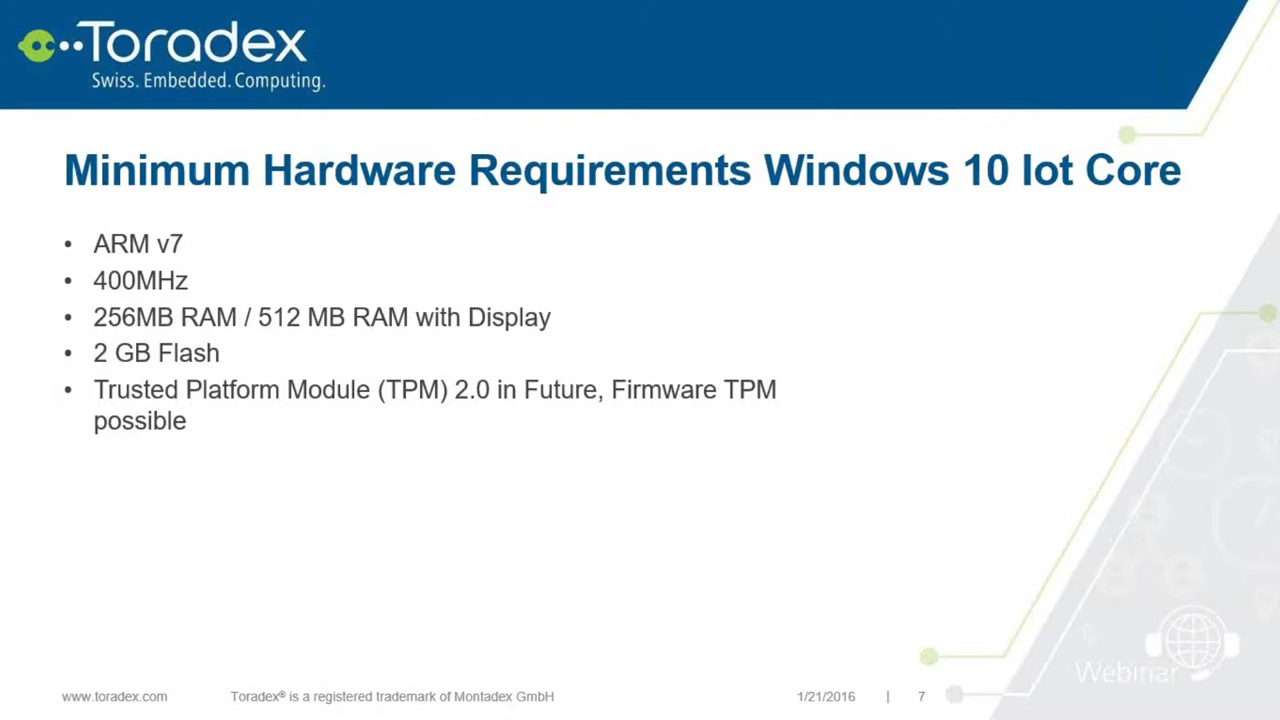 Toradex
Swiss. Embedded. Computing.
Minimum Hardware Requirements Windows 10 Iot Core
• ARM v7
• 400MHz
• 256MB RAM / 512 MB RAM with Display
• 2 GB Flash
• Trusted Platform Module (TPM) 2.0 in Future, Firmware TPM
possible
Webinar
www.toradex.com Toradex® is a registered trademark of Montadex GmbH 1/21/2016 | 7